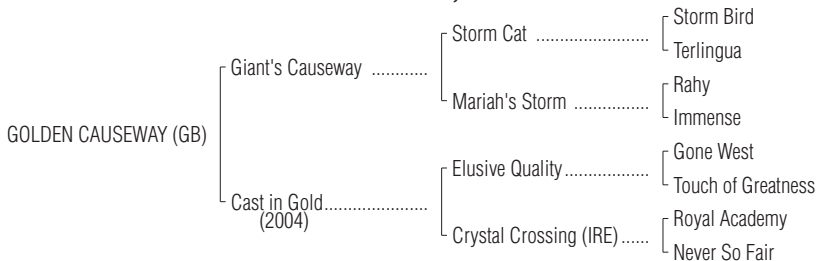 Storm Bird
Storm Cat ........................
Terlingua
Giant's Causeway ............
Rahy
Mariah's Storm ................
Immense
GOLDEN CAUSEWAY (GB)
Gone West
Elusive Quality..................
Touch of Greatness
Cast in Gold......................
(2004)
Royal Academy
Crystal Crossing (IRE)......
Never So Fair